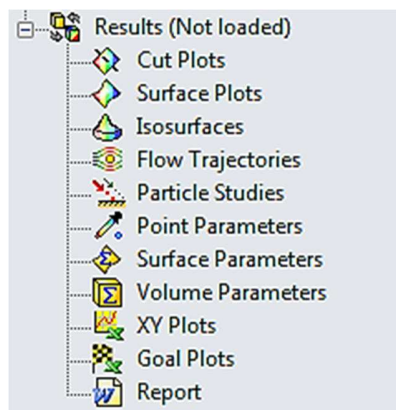 Results (Not loaded)
Cut Plots
Surface Plots
Isosurfaces
Flow Trajectories
Particle Studies
Point Parameters
Surface Parameters
Volume Parameters
XY Plots
Goal Plots
Report